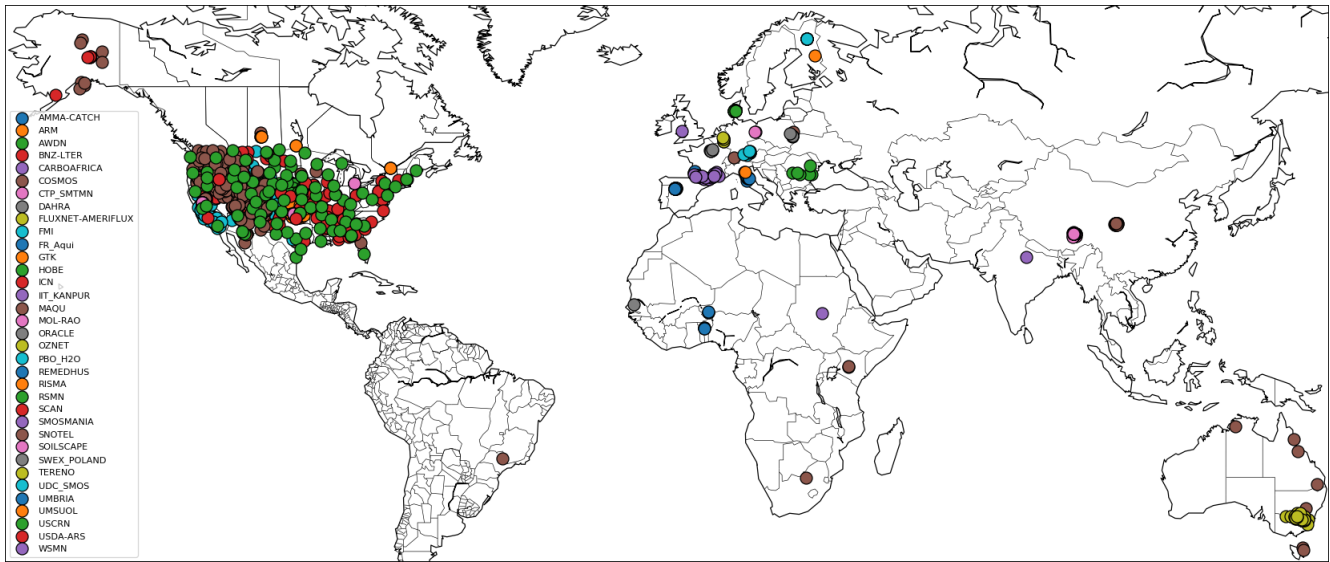 AMMA-CATCH
ARM
AWDN
BNZ-LTER
CARBOAFRICA
COSMOS
CTP_SMTMN
DAHRA
FLUXNET-AMERIFLUX
FMI
FR_Aqui
GTK
HOBE
ICN
IIT_KANPUR
MAQU
MOL-RAO
ORACLE
OZNET
PBO_H2O
REMEDHUS
RISMA
RSMN
SCAN
SMOSMANIA
SNOTEL
SOILSCAPE
SWEX_POLAND
TERENO
UDC_SMOS
UMBRIA
UMSUOL
USCRN
USDA-ARS
WSMN